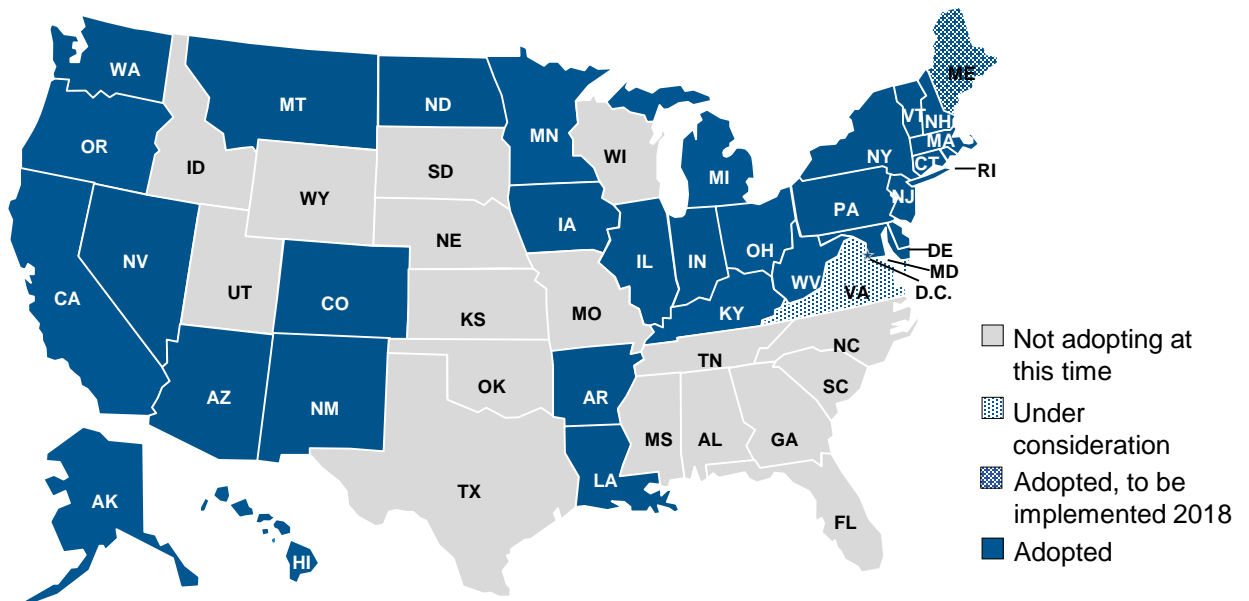 WA
MT
ND
MN
ME
VT
NH
OR
ID
SD
WI
MI
NY
MA
CT
RI
WY
IA
PA
NJ
NE
NV
UT
CO
IL
IN
OH
WV
VA
DE
MD
D.C.
CA
KS
MO
KY
NC
TN
AZ
NM
OK
AR
SC
MS
AL
GA
TX
LA
FL
AK
HI
Not adopting at
this time
Under
consideration
Adopted, to be
implemented 2018
Adopted